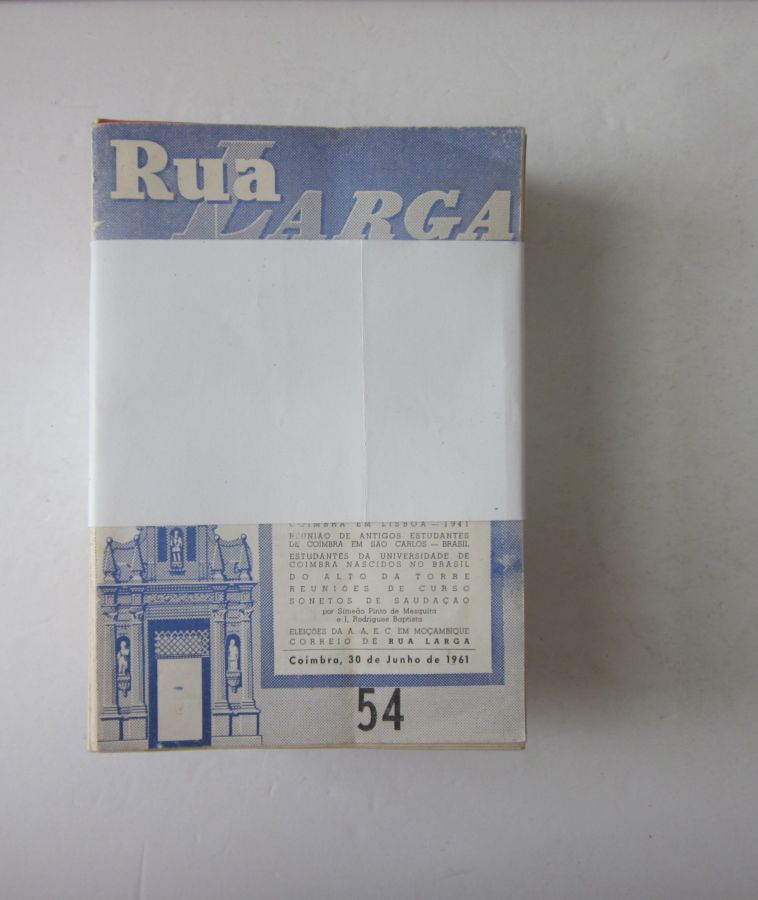 Rua
LARGA
COIMBRA EM LISBOA — 1941
REUNIÃO DE ANTIGOS ESTUDANTES
DE COIMBRA EM SÃO CARLOS — BRASIL
ESTUDANTES DA UNIVERSIDADE DE
COIMBRA NASCIDOS NO BRASIL
DO ALTO DA TORRE
REUNIÕES DE CURSO
SONETOS DE SAUDAÇÃO
por Simeão Pinto de Mesquita
e I. Rodrigues Baptista
ELEIÇÕES DA A. A. E C EM MOÇAMBIQUE
CORREIO DE RUA LARGA
Coimbra, 30 de Junho de 1961
54